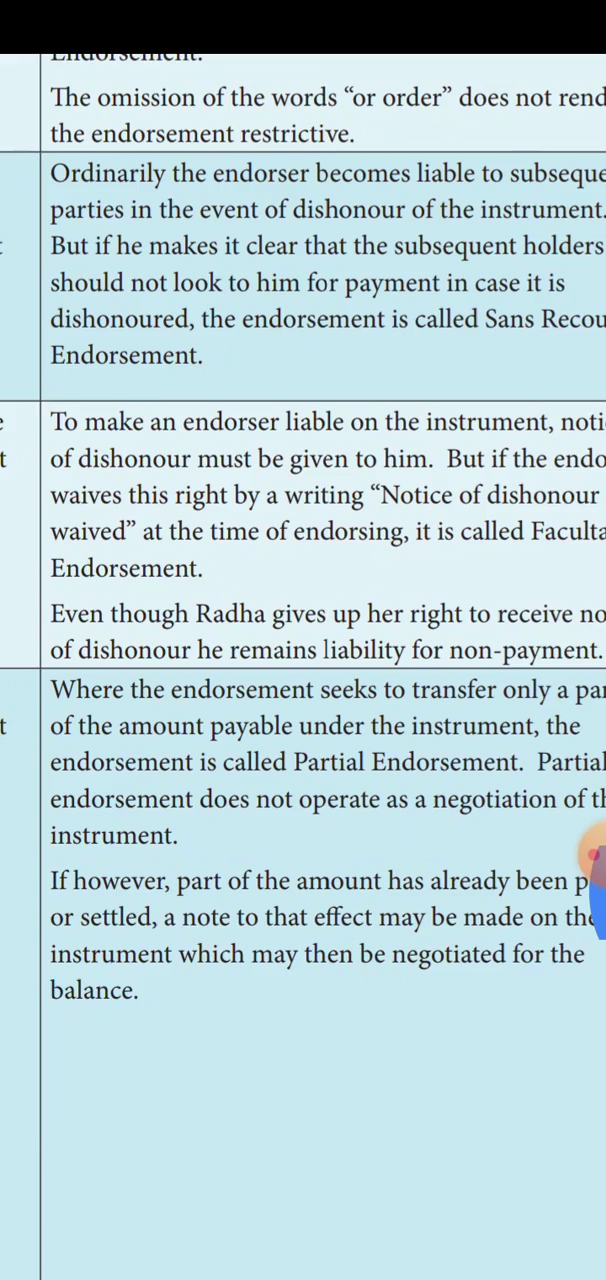 Endorsement.
The omission of the words “or order” does not rend
the endorsement restrictive.
Ordinarily the endorser becomes liable to subseque
parties in the event of dishonour of the instrument.
But if he makes it clear that the subsequent holders
should not look to him for payment in case it is
dishonoured, the endorsement is called Sans Recou
Endorsement.
To make an endorser liable on the instrument, noti
of dishonour must be given to him.  But if the endo
waives this right by a writing “Notice of dishonour
waived” at the time of endorsing, it is called Faculta
Endorsement.
Even though Radha gives up her right to receive no
of dishonour he remains liability for non-payment.
Where the endorsement seeks to transfer only a par
of the amount payable under the instrument, the
endorsement is called Partial Endorsement.  Partial
endorsement does not operate as a negotiation of th
instrument.
If however, part of the amount has already been p
or settled, a note to that effect may be made on the
instrument which may then be negotiated for the
balance.